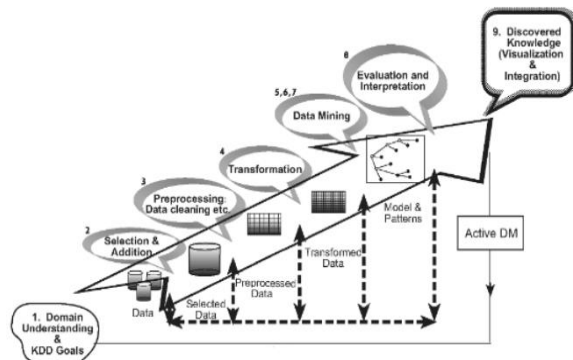 9. Discovered
Knowledge
(Visualization
&
Integration)
8
Evaluation and
Interpretation
5,6,7
Data Mining
4
Transformation
3
Preprocessing:
Data cleaning etc.
2
Selection &
Addition
Model &
Patterns
Transformed
Data
Preprocessed
Data
Selected
Data
Data
Active DM
1. Domain
Understanding
& KDD Goals